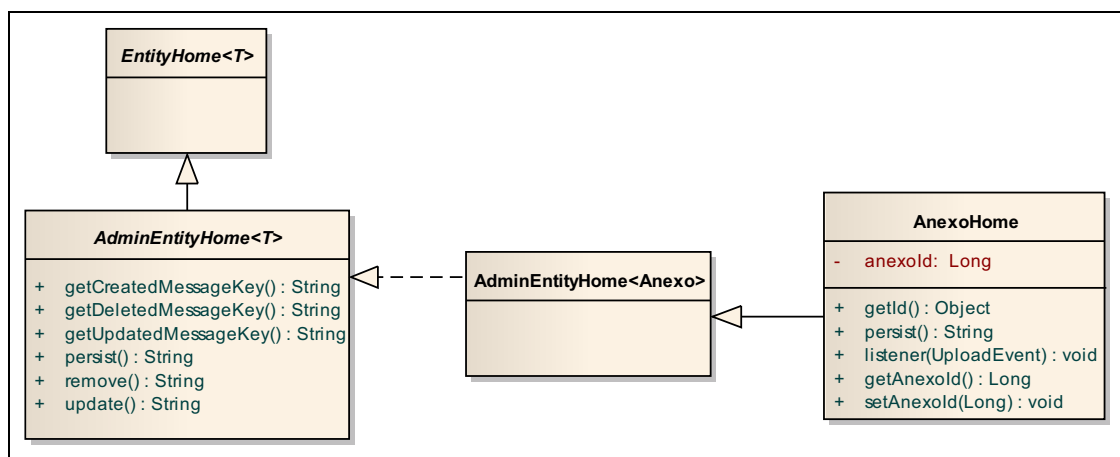 EntityHome<T>
AdminEntityHome<T>
+ getCreatedMessageKey() : String
+ getDeletedMessageKey() : String
+ getUpdatedMessageKey() : String
+ persist() : String
+ remove() : String
+ update() : String
AdminEntityHome<Anexo>
AnexoHome
- anexoId: Long
+ getId() : Object
+ persist() : String
+ listener(UploadEvent) : void
+ getAnexoId() : Long
+ setAnexoId(Long) : void